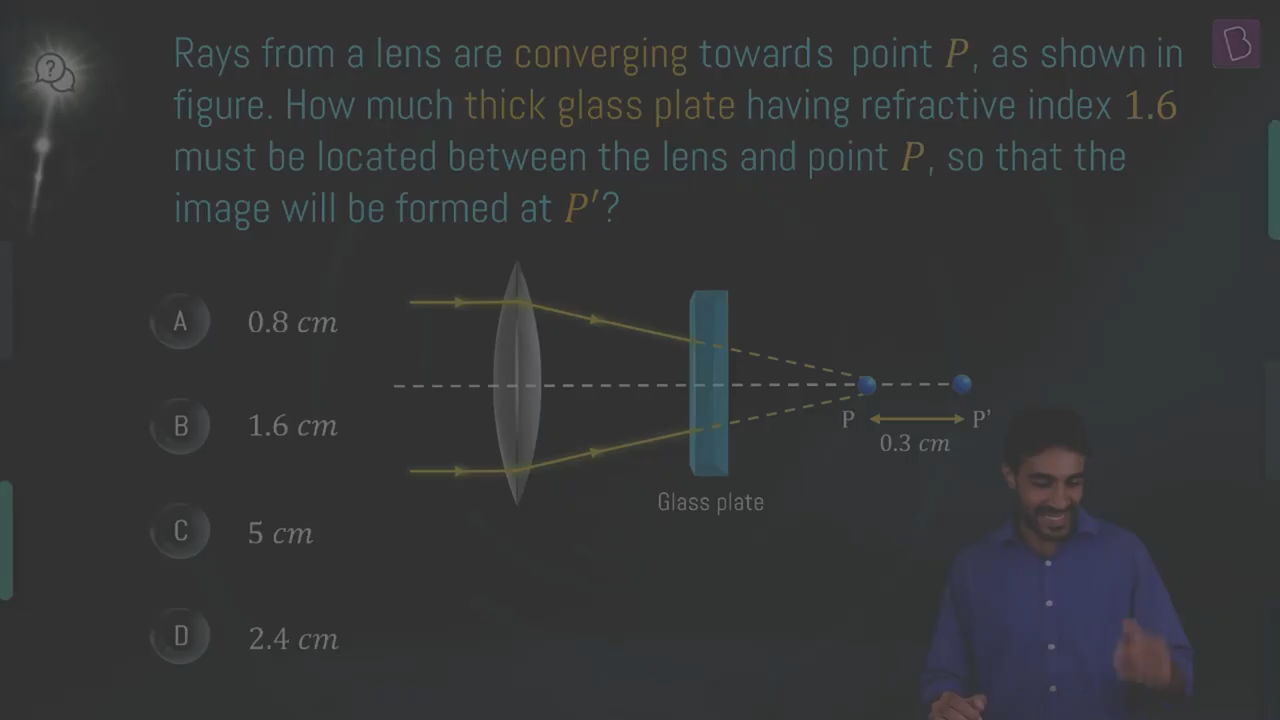 Rays from a lens are converging towards point P, as shown in
figure. How much thick glass plate having refractive index 1.6
must be located between the lens and point P, so that the
image will be formed at P'?
A 0.8 cm
B 1.6 cm
C 5 cm
D 2.4 cm
P P'
0.3 cm
Glass plate
?
B